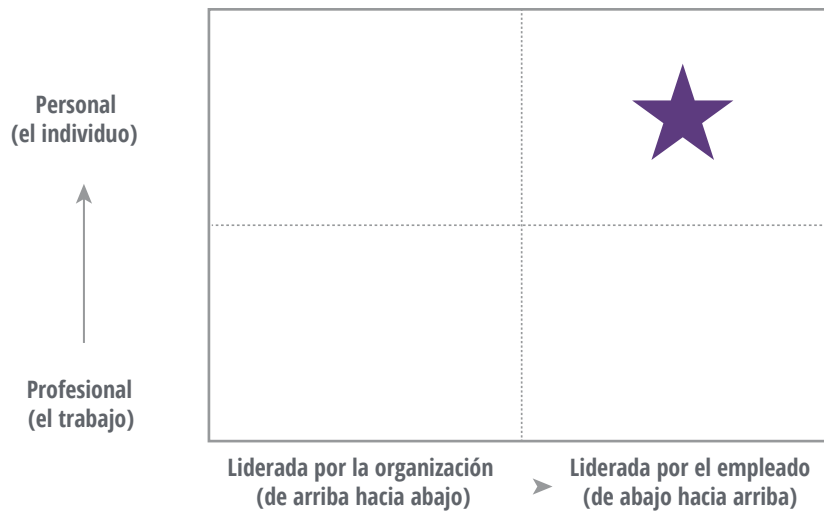 Personal
(el individuo)
Profesional
(el trabajo)
Liderada por la organización
(de arriba hacia abajo)
Liderada por el empleado
(de abajo hacia arriba)